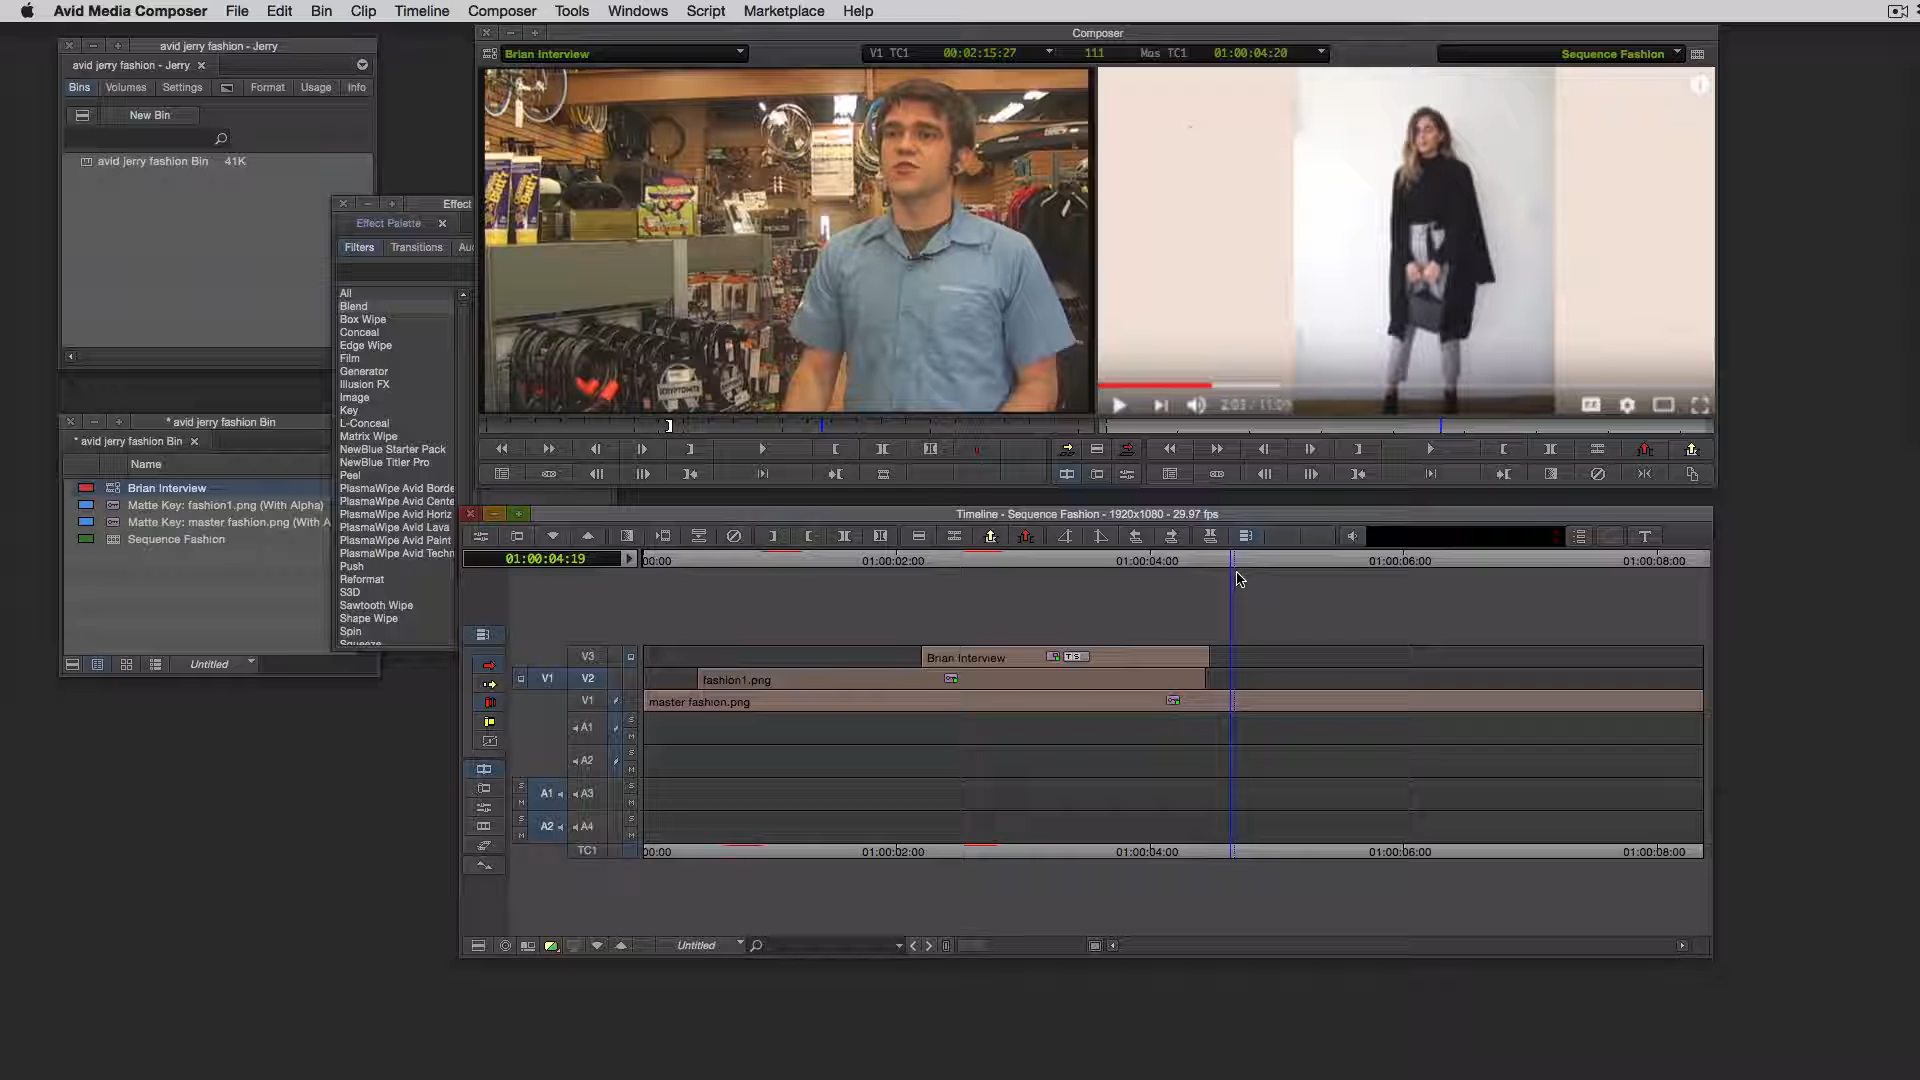 Avid Media Composer File Edit Bin Clip Timeline Composer Tools Windows Script Marketplace Help
avid jerry fashion - Jerry
avid jerry fashion - Jerry
Bins Volumes Settings Format Usage Info
New Bin
avid jerry fashion Bin 41K
Effect
Effect Palette
Filters Transitions Au
All
Blend
Box Wipe
Conceal
Edge Wipe
Film
Generator
Illusion FX
Image
Key
L-Conceal
Matrix Wipe
NewBlue Starter Pack
NewBlue Titler Pro
Peel
PlasmaWipe Avid Borde
PlasmaWipe Avid Cente
PlasmaWipe Avid Horiz
PlasmaWipe Avid Lava
PlasmaWipe Avid Paint
PlasmaWipe Avid Techn
Push
Reformat
S3D
Sawtooth Wipe
Shape Wipe
Spin
Squeeze
* avid jerry fashion Bin
* avid jerry fashion Bin
Name
Brian Interview
Matte Key: fashion1.png (With Alpha)
Matte Key: master fashion.png (With A
Sequence Fashion
Untitled
Composer
Brian Interview V1 TC1 00:02:15:27 111 Mas TC1 01:00:04:20 Sequence Fashion
KRYPTONITE
2:03 / 11:09
Timeline - Sequence Fashion - 1920x1080 - 29.97 fps
01:00:04:19 00:00 01:00:02:00 01:00:04:00 01:00:06:00 01:00:08:00
V3 Brian Interview T S
V1 V2 fashion1.png
V1 master fashion.png
A1 S M
A2 S M
S M A1 A3 S M
S M A2 A4 S M
TC1 00:00 01:00:02:00 01:00:04:00 01:00:06:00 01:00:08:00
Untitled